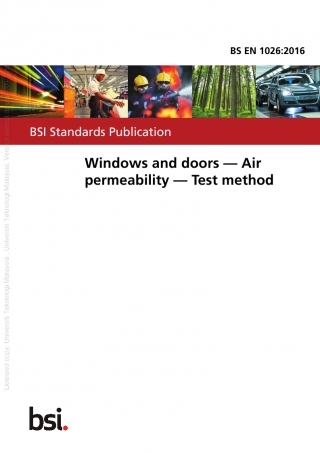 BS EN 1026:2016
BSI Standards Publication
Windows and doors — Air
permeability — Test method
Licensed copy: Universiti Teknologi Malaysia, Universiti Teknologi Malaysia, Version
bsi.